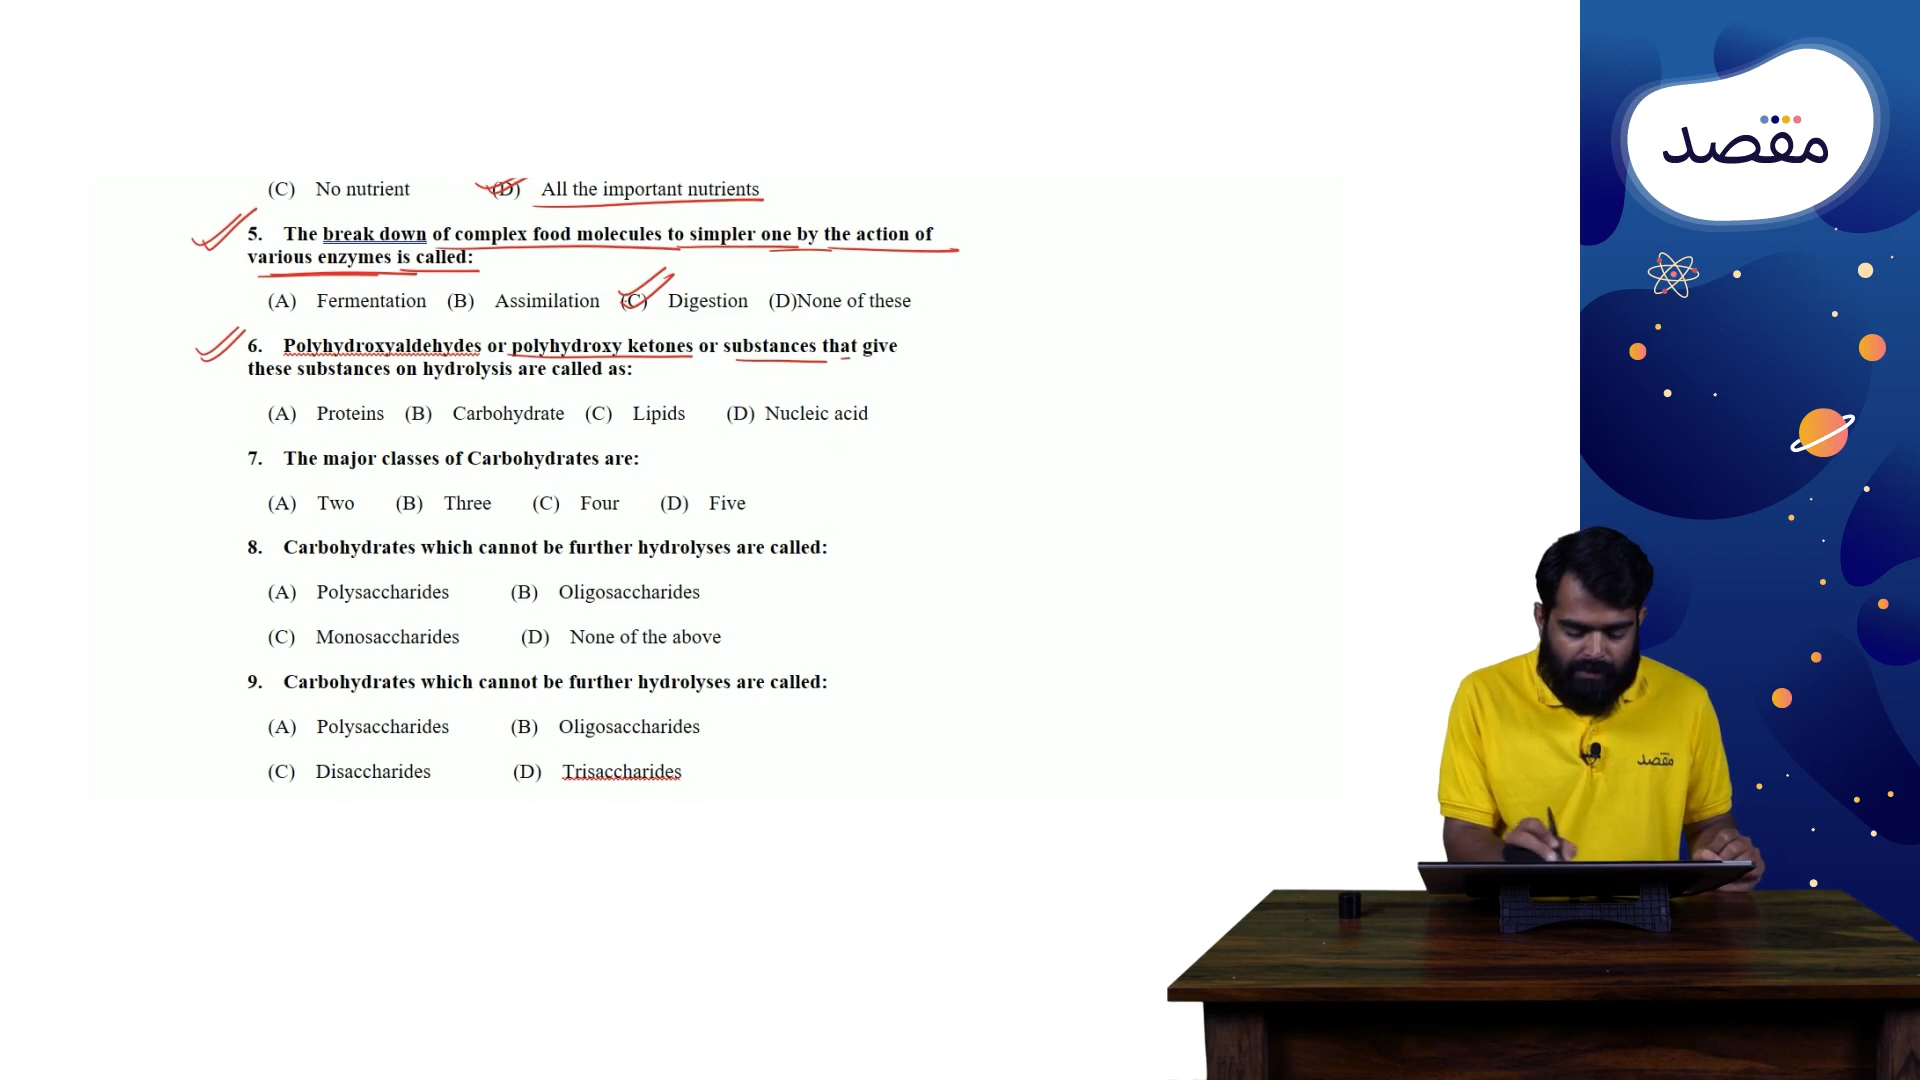 مقصد
(C) No nutrient (D) All the important nutrients
5. The break down of complex food molecules to simpler one by the action of
various enzymes is called:
(A) Fermentation (B) Assimilation (C) Digestion (D)None of these
6. Polyhydroxyaldehydes or polyhydroxy ketones or substances that give
these substances on hydrolysis are called as:
(A) Proteins (B) Carbohydrate (C) Lipids (D) Nucleic acid
7. The major classes of Carbohydrates are:
(A) Two (B) Three (C) Four (D) Five
8. Carbohydrates which cannot be further hydrolyses are called:
(A) Polysaccharides (B) Oligosaccharides
(C) Monosaccharides (D) None of the above
9. Carbohydrates which cannot be further hydrolyses are called:
(A) Polysaccharides (B) Oligosaccharides
(C) Disaccharides (D) Trisaccharides
مقصد